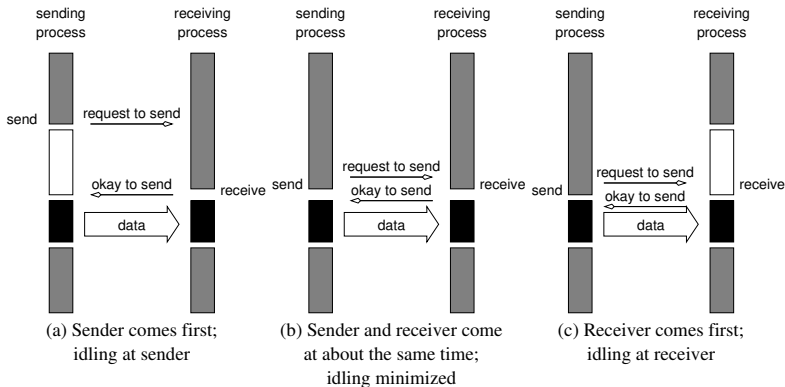 sending process
receiving process
send
request to send
okay to send
receive
data
(a) Sender comes first;
idling at sender
sending process
receiving process
request to send
send
okay to send
receive
data
(b) Sender and receiver come
at about the same time;
idling minimized
sending process
receiving process
request to send
send
okay to send
receive
data
(c) Receiver comes first;
idling at receiver